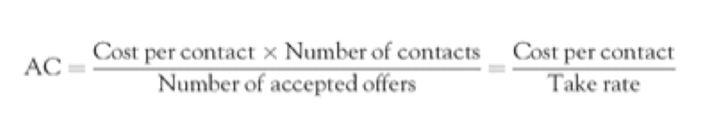 AC = Cost per contact × Number of contacts / Number of accepted offers = Cost per contact / Take rate